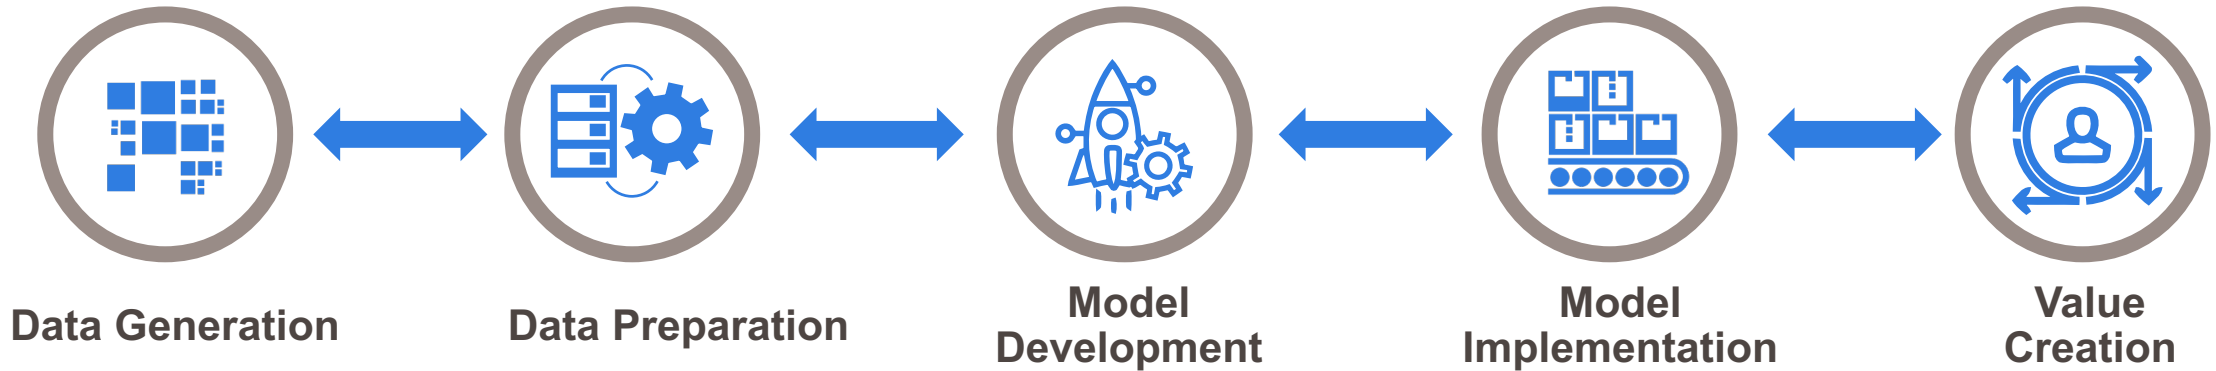 Data Generation
Data Preparation
Model
Development
Model
Implementation
Value
Creation